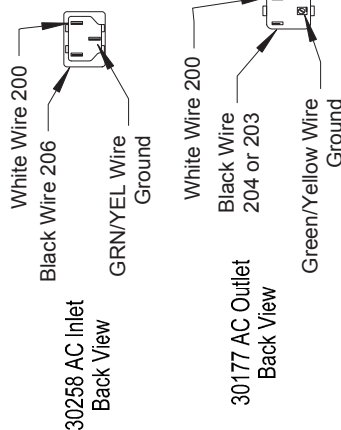 White Wire 200
Black Wire 206
GRN/YEL Wire
Ground
30258 AC Inlet
Back View
White Wire 200
Black Wire
204 or 203
Green/Yellow Wire
Ground
30177 AC Outlet
Back View